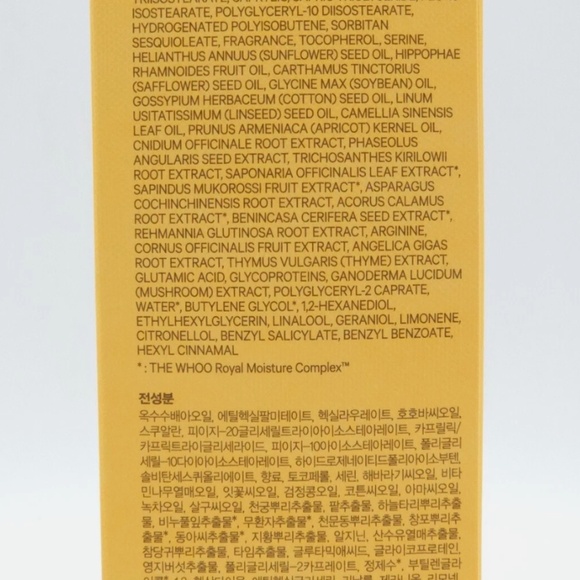 ISOSTEARATE, POLYGLYCERYL-10 DIISOSTEARATE,
HYDROGENATED POLYISOBUTENE, SORBITAN
SESQUIOLEATE, FRAGRANCE, TOCOPHEROL, SERINE,
HELIANTHUS ANNUUS (SUNFLOWER) SEED OIL, HIPPOPHAE
RHAMNOIDES FRUIT OIL, CARTHAMUS TINCTORIUS
(SAFFLOWER) SEED OIL, GLYCINE MAX (SOYBEAN) OIL,
GOSSYPIUM HERBACEUM (COTTON) SEED OIL, LINUM
USITATISSIMUM (LINSEED) SEED OIL, CAMELLIA SINENSIS
LEAF OIL, PRUNUS ARMENIACA (APRICOT) KERNEL OIL,
CNIDIUM OFFICINALE ROOT EXTRACT, PHASEOLUS
ANGULARIS SEED EXTRACT, TRICHOSANTHES KIRILOWII
ROOT EXTRACT, SAPONARIA OFFICINALIS LEAF EXTRACT*,
SAPINDUS MUKOROSSI FRUIT EXTRACT*, ASPARAGUS
COCHINCHINENSIS ROOT EXTRACT, ACORUS CALAMUS
ROOT EXTRACT*, BENINCASA CERIFERA SEED EXTRACT*,
REHMANNIA GLUTINOSA ROOT EXTRACT, ARGININE,
CORNUS OFFICINALIS FRUIT EXTRACT, ANGELICA GIGAS
ROOT EXTRACT, THYMUS VULGARIS (THYME) EXTRACT,
GLUTAMIC ACID, GLYCOPROTEINS, GANODERMA LUCIDUM
(MUSHROOM) EXTRACT, POLYGLYCERYL-2 CAPRATE,
WATER*, BUTYLENE GLYCOL*, 1,2-HEXANEDIOL,
ETHYLHEXYLGLYCERIN, LINALOOL, GERANIOL, LIMONENE,
CITRONELLOL, BENZYL SALICYLATE, BENZYL BENZOATE,
HEXYL CINNAMAL
* : THE WHOO Royal Moisture Complex™
전성분
옥수수배아오일, 에틸헥실팔미테이트, 헥실라우레이트, 호호바씨오일,
스쿠알란, 피이지-20글리세릴트라이아이소스테아레이트, 카프릴릭/
카프릭트라이글리세라이드, 피이지-10아이소스테아레이트, 폴리글리
세릴-10다이아이소스테아레이트, 하이드로제네이티드폴리아이소부텐,
솔비탄세스퀴올리에이트, 향료, 토코페롤, 세린, 해바라기씨오일, 비타
민나무열매오일, 잇꽃씨오일, 검정콩오일, 코튼씨오일, 아마씨오일,
녹차오일, 살구씨오일, 천궁뿌리추출물, 팥추출물, 하늘타리뿌리추출
물, 비누풀잎추출물*, 무환자추출물*, 천문동뿌리추출물, 창포뿌리추출
물*, 동아씨추출물*, 지황뿌리추출물, 알지닌, 산수유열매추출물,
참당귀뿌리추출물, 타임추출물, 글루타믹애씨드, 글라이코프로테인,
영지버섯추출물, 폴리글리세릴-2카프레이트, 정제수*, 부틸렌글라